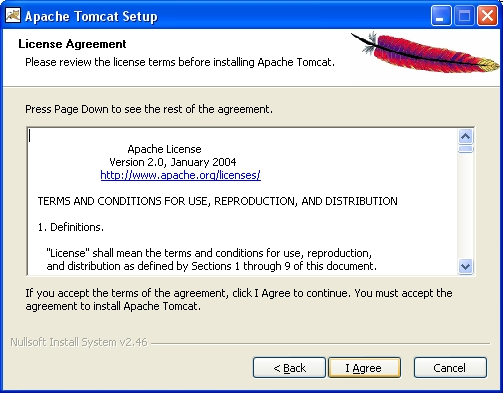 Apache Tomcat Setup
License Agreement
Please review the license terms before installing Apache Tomcat.
Press Page Down to see the rest of the agreement.
Apache License
Version 2.0, January 2004
http://www.apache.org/licenses/
TERMS AND CONDITIONS FOR USE, REPRODUCTION, AND DISTRIBUTION
1. Definitions.
"License" shall mean the terms and conditions for use, reproduction,
and distribution as defined by Sections 1 through 9 of this document.
If you accept the terms of the agreement, click I Agree to continue. You must accept the
agreement to install Apache Tomcat.
Nullsoft Install System v2.46
< Back
I Agree
Cancel